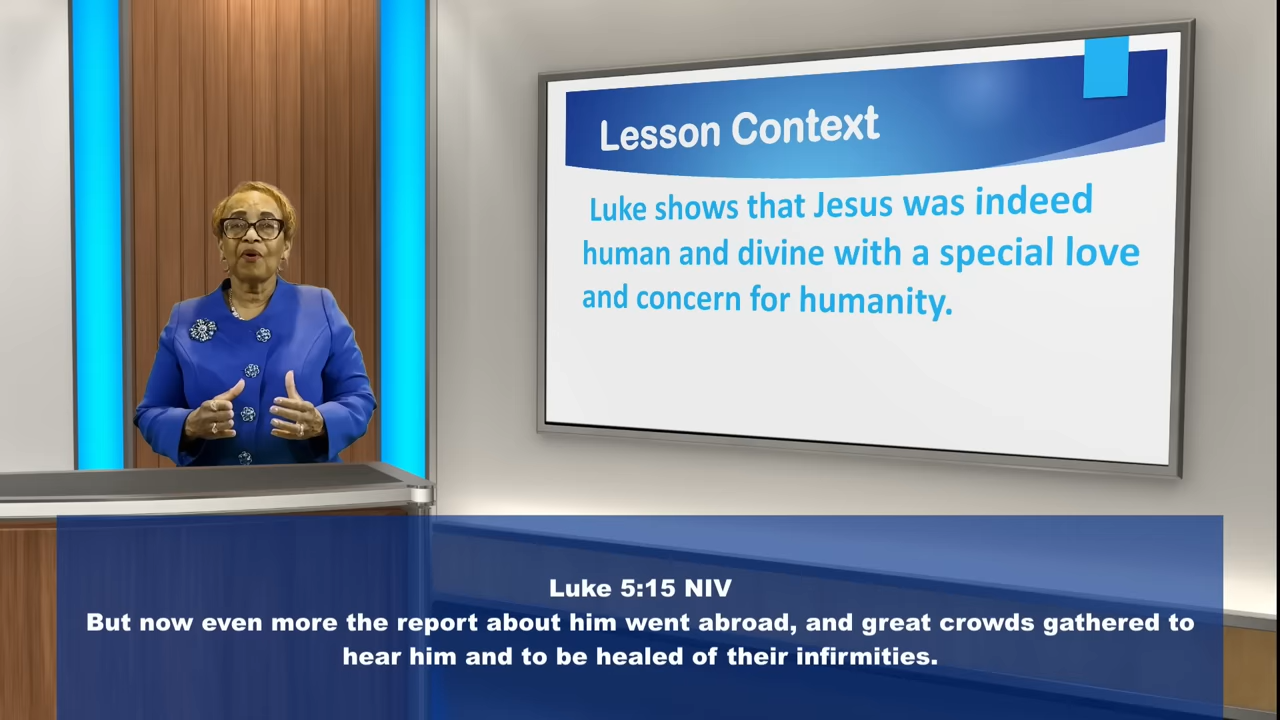 Lesson Context
Luke shows that Jesus was indeed
human and divine with a special love
and concern for humanity.
Luke 5:15 NIV
But now even more the report about him went abroad, and great crowds gathered to
hear him and to be healed of their infirmities.